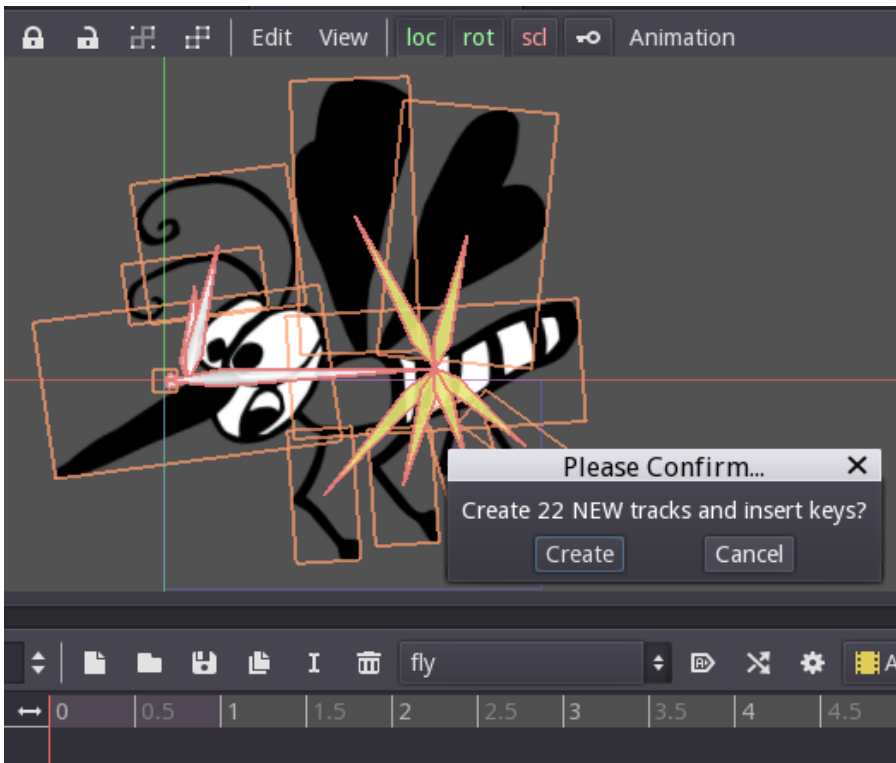 Edit View loc rot scl Animation
Please Confirm...
Create 22 NEW tracks and insert keys?
Create Cancel
fly A
0 0.5 1 1.5 2 2.5 3 3.5 4 4.5